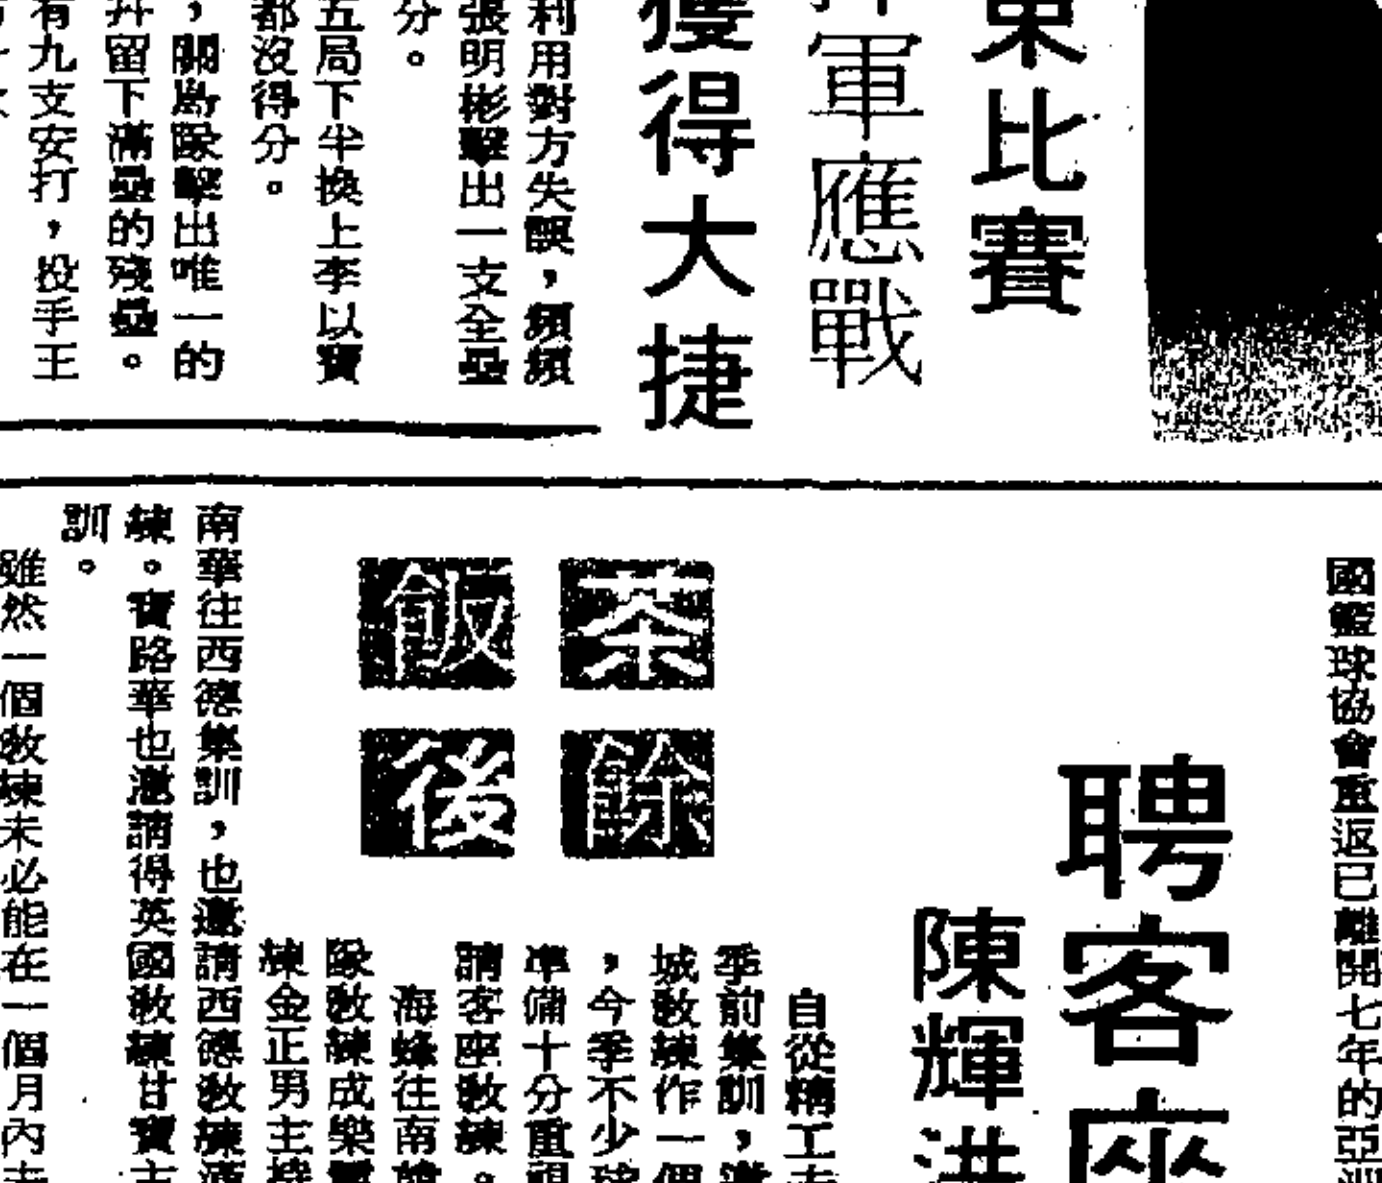 東比賽
軍應戰
獲得大捷
利用對方失誤，頻頻
張明彬擊出一支全壘
分。
五局下半換上李以寶
都沒得分。
，關島隊擊出唯一的
幷留下滿壘的殘壘。
有九支安打，投手王
國籃球協會重返已離開七年的亞洲
聘客座
陳輝洪
茶餘
飯後
自從精工去
季前集訓，邀
城教練作一個
，今季不少球
準備十分重視
請客座教練。
海蜂往南韓
隊教練成樂
練金正男主持
南華往西德集訓，也邀請西德教練
練。寶路華也邀請得英國教練甘寶主
訓。
雖然一個教練未必能在一個月內